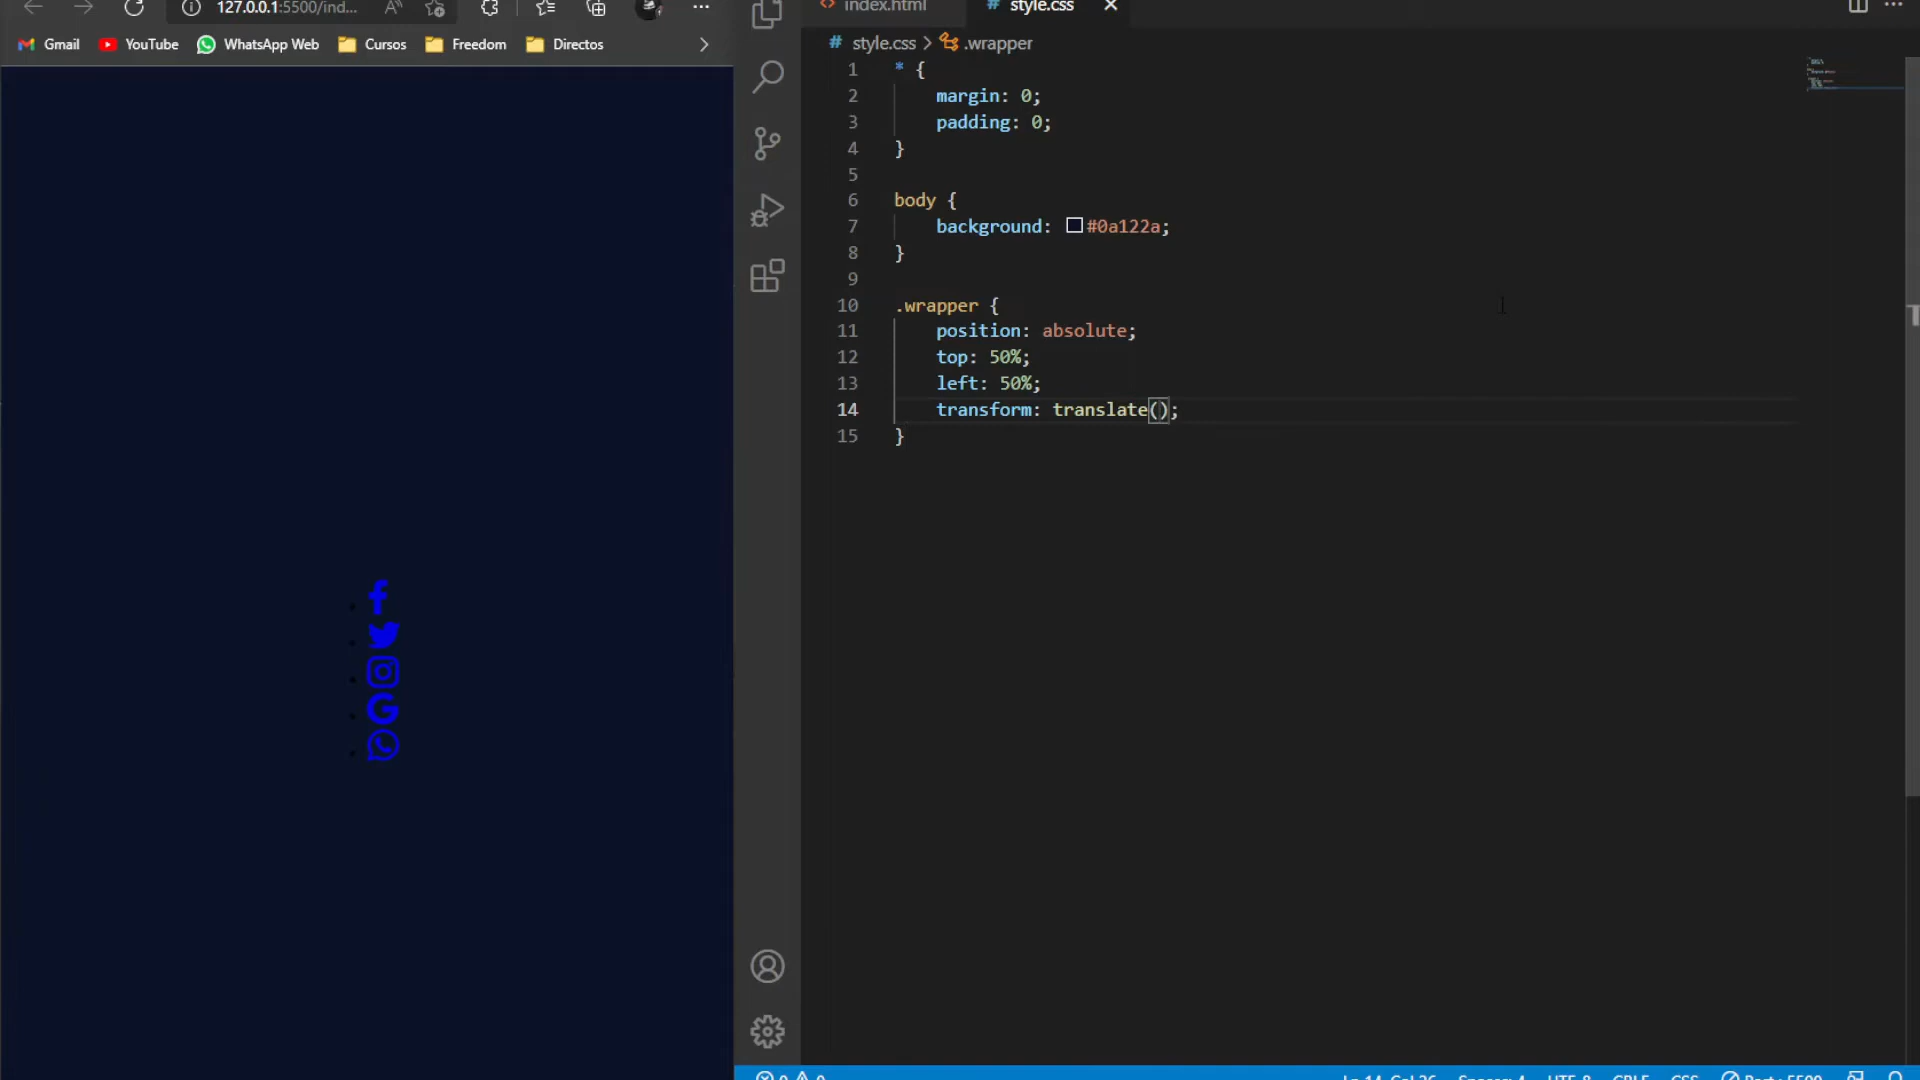 127.0.0.1:5500/ind...
Gmail YouTube WhatsApp Web Cursos Freedom Directos
index.html style.css
# style.css > .wrapper
1 * {
2 margin: 0;
3 padding: 0;
4 }
5
6 body {
7 background: #0a122a;
8 }
9
10 .wrapper {
11 position: absolute;
12 top: 50%;
13 left: 50%;
14 transform: translate();
15 }